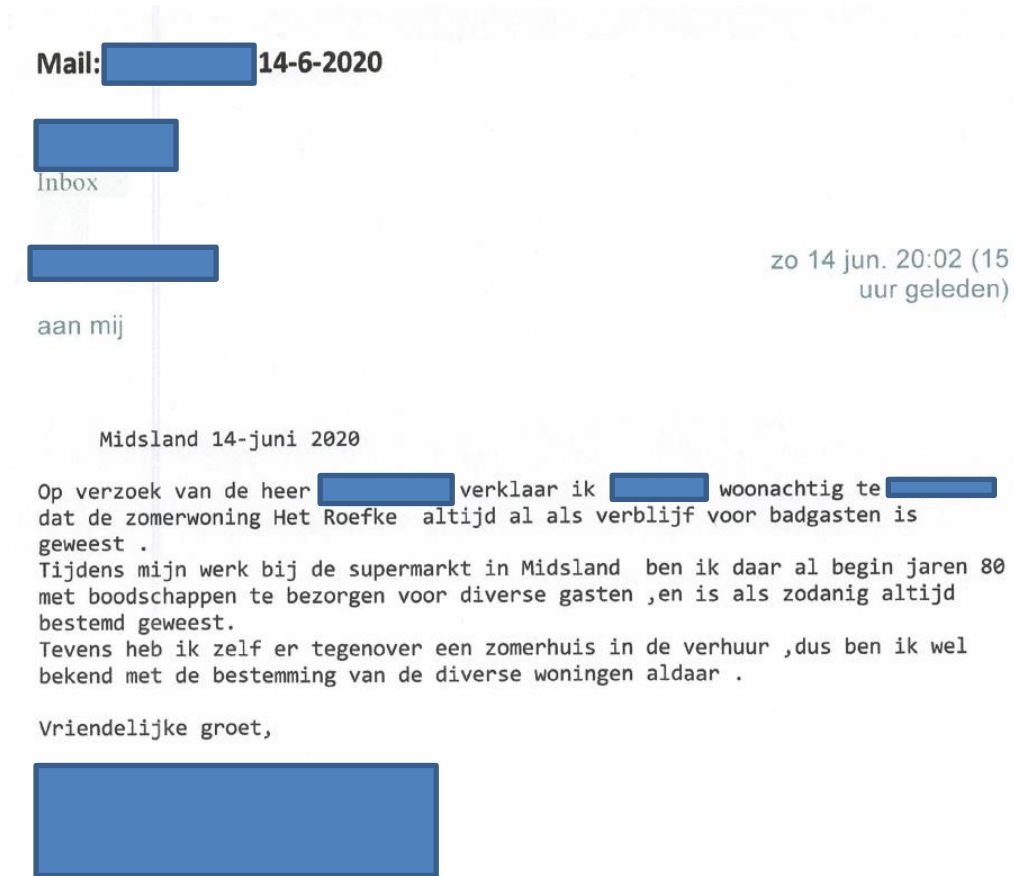 Mail: 14-6-2020
Inbox
zo 14 jun. 20:02 (15
uur geleden)
aan mij
Midsland 14-juni 2020
Op verzoek van de heer verklaar ik woonachtig te
dat de zomerwoning Het Roefke altijd al als verblijf voor badgasten is
geweest .
Tijdens mijn werk bij de supermarkt in Midsland ben ik daar al begin jaren 80
met boodschappen te bezorgen voor diverse gasten ,en is als zodanig altijd
bestemd geweest.
Tevens heb ik zelf er tegenover een zomerhuis in de verhuur ,dus ben ik wel
bekend met de bestemming van de diverse woningen aldaar .
Vriendelijke groet,